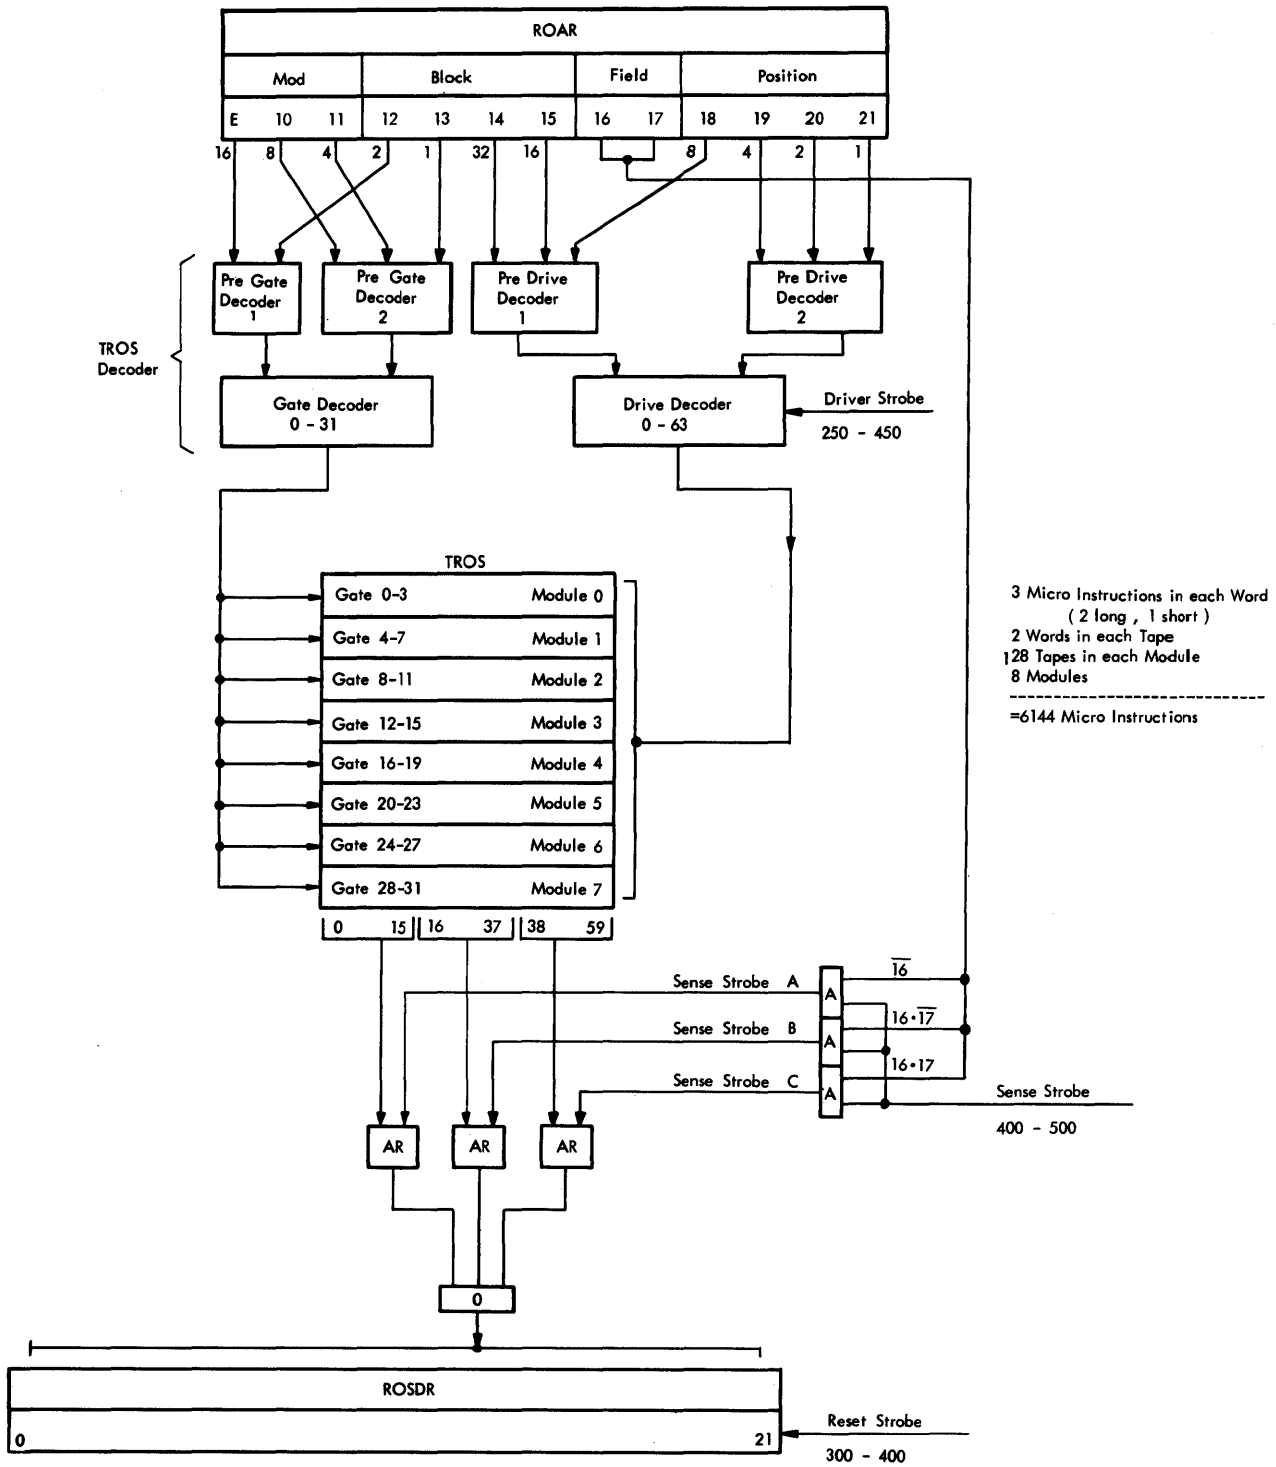 ROAR
Mod Block Field Position
E 10 11 12 13 14 15 16 17 18 19 20 21
16 8 4 2 1 32 16 8 4 2 1
Pre Gate Decoder 1
Pre Gate Decoder 2
Pre Drive Decoder 1
Pre Drive Decoder 2
TROS
Decoder
Gate Decoder
0 - 31
Drive Decoder
0 - 63
Driver Strobe
250 - 450
TROS
Gate 0-3 Module 0
Gate 4-7 Module 1
Gate 8-11 Module 2
Gate 12-15 Module 3
Gate 16-19 Module 4
Gate 20-23 Module 5
Gate 24-27 Module 6
Gate 28-31 Module 7
3 Micro Instructions in each Word
( 2 long , 1 short )
2 Words in each Tape
128 Tapes in each Module
8 Modules
=6144 Micro Instructions
0 15 16 37 38 59
Sense Strobe A A 1̅6̅
Sense Strobe B A 16•1̅7̅
Sense Strobe C A 16•17
Sense Strobe
400 - 500
AR AR AR
0
ROSDR
0 21
Reset Strobe
300 - 400